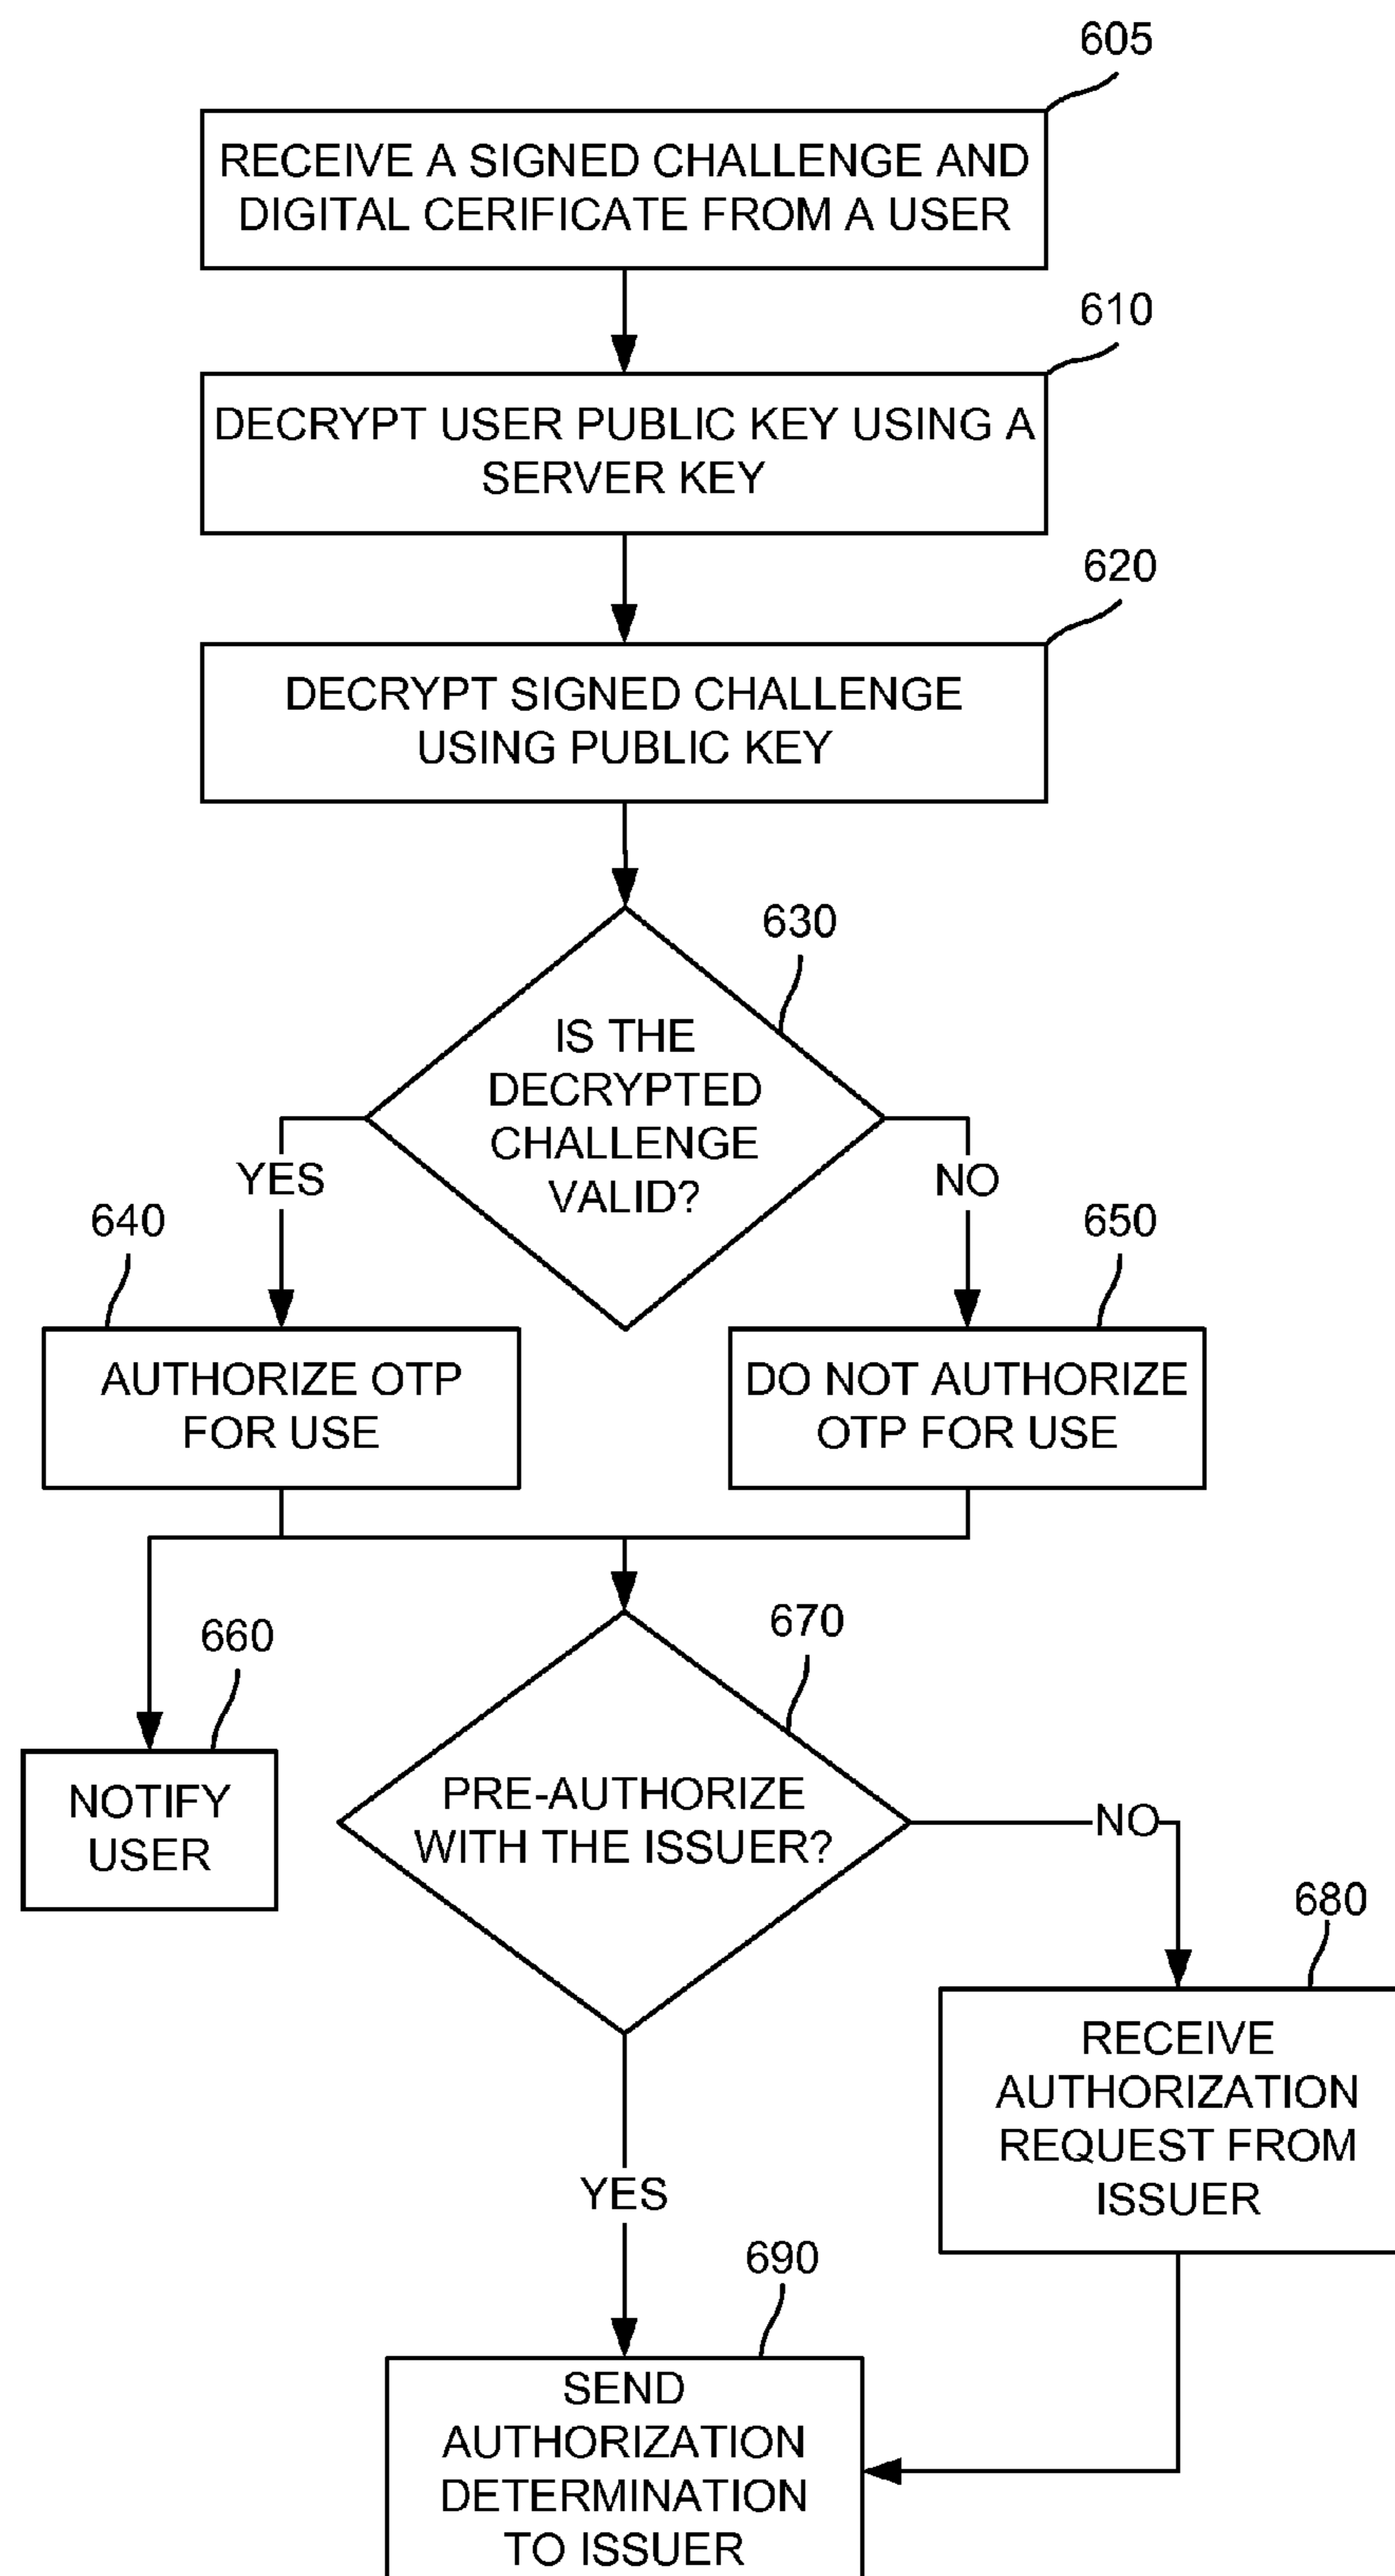 605
RECEIVE A SIGNED CHALLENGE AND
DIGITAL CERIFICATE FROM A USER
610
DECRYPT USER PUBLIC KEY USING A
SERVER KEY
620
DECRYPT SIGNED CHALLENGE
USING PUBLIC KEY
630
IS THE
DECRYPTED
CHALLENGE
VALID?
YES
NO
640
650
AUTHORIZE OTP
FOR USE
DO NOT AUTHORIZE
OTP FOR USE
660
670
NOTIFY
USER
PRE-AUTHORIZE
WITH THE ISSUER?
NO
680
RECEIVE
AUTHORIZATION
REQUEST FROM
ISSUER
YES
690
SEND
AUTHORIZATION
DETERMINATION
TO ISSUER